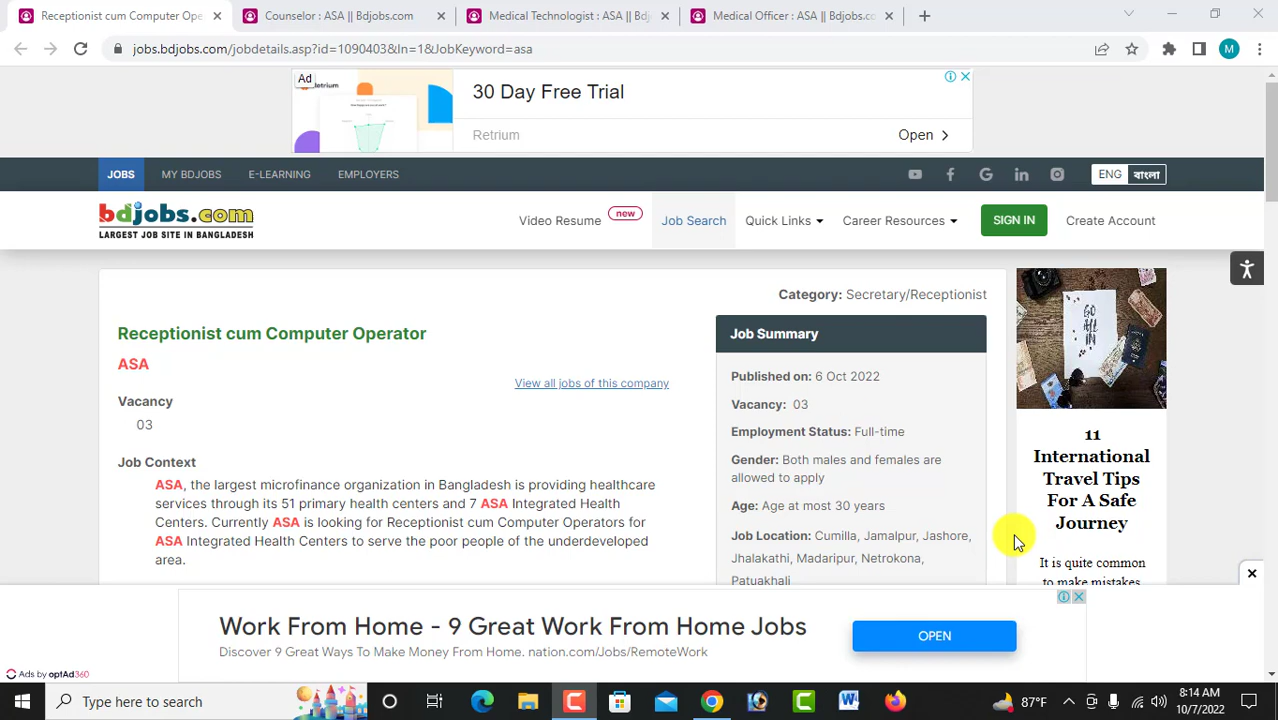 Receptionist cum Computer Ope
Counselor : ASA || Bdjobs.com
Medical Technologist : ASA || Bd
Medical Officer : ASA || Bdjobs.c
jobs.bdjobs.com/jobdetails.asp?id=1090403&ln=1&JobKeyword=asa
M
Ad
etrium
30 Day Free Trial
Retrium
Open
JOBS
MY BDJOBS
E-LEARNING
EMPLOYERS
ENG
বাংলা
bdjobs.com
LARGEST JOB SITE IN BANGLADESH
Video Resume
new
Job Search
Quick Links
Career Resources
SIGN IN
Create Account
Category: Secretary/Receptionist
Receptionist cum Computer Operator
ASA
View all jobs of this company
Vacancy
03
Job Context
ASA, the largest microfinance organization in Bangladesh is providing healthcare
services through its 51 primary health centers and 7 ASA Integrated Health
Centers. Currently ASA is looking for Receptionist cum Computer Operators for
ASA Integrated Health Centers to serve the poor people of the underdeveloped
area.
Job Summary
Published on: 6 Oct 2022
Vacancy: 03
Employment Status: Full-time
Gender: Both males and females are
allowed to apply
Age: Age at most 30 years
Job Location: Cumilla, Jamalpur, Jashore,
Jhalakathi, Madaripur, Netrokona,
Patuakhali
GO
ALL
IN
11
International
Travel Tips
For A Safe
Journey
It is quite common
to make mistakes
Work From Home - 9 Great Work From Home Jobs
Discover 9 Great Ways To Make Money From Home. nation.com/Jobs/RemoteWork
OPEN
Ads by optAd360
Type here to search
87°F
8:14 AM
10/7/2022